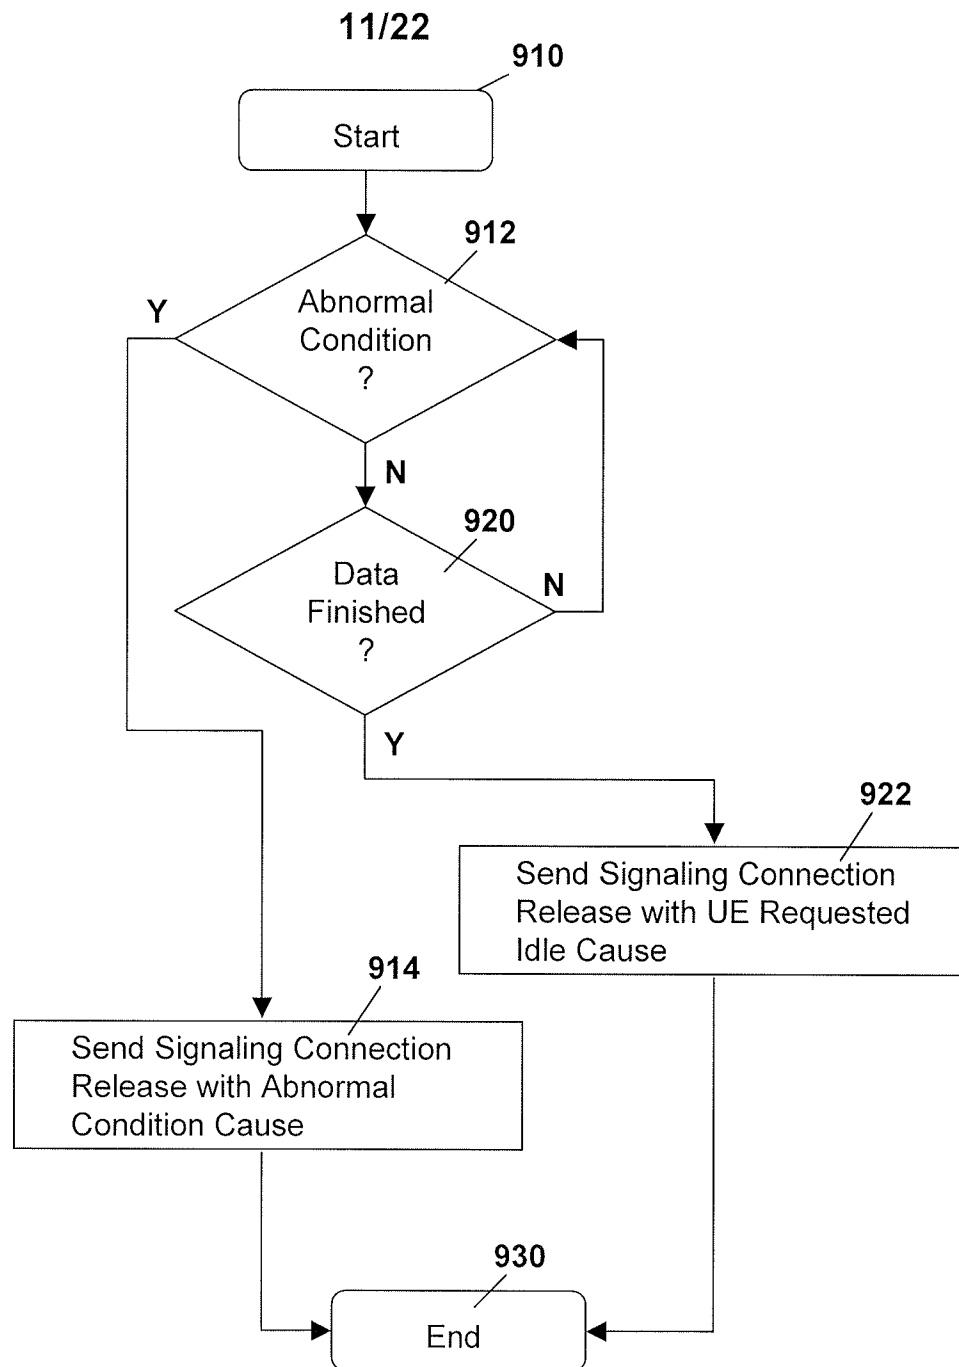 11/22
910
Start
912
Y
Abnormal
Condition
?
N
920
Data
Finished
?
N
Y
922
Send Signaling Connection
Release with UE Requested
Idle Cause
914
Send Signaling Connection
Release with Abnormal
Condition Cause
930
End